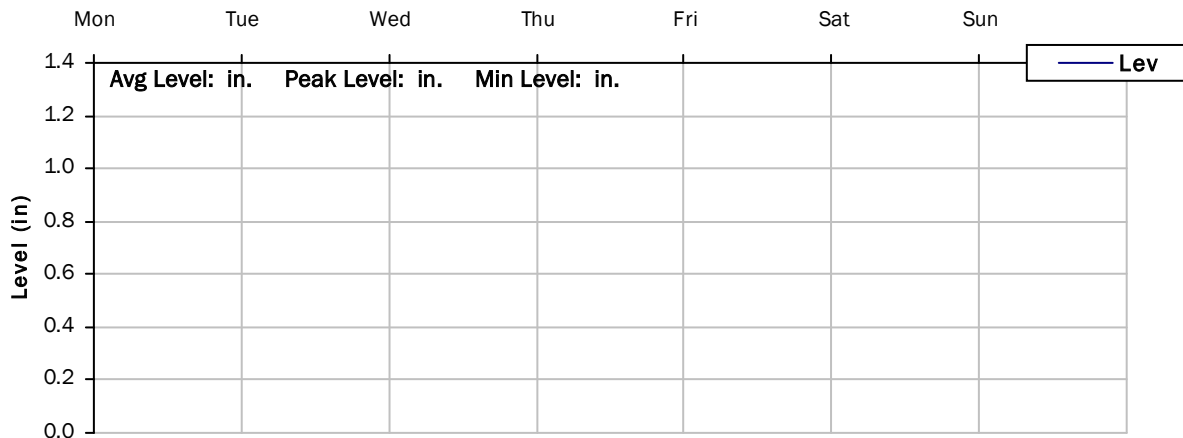 Mon Tue Wed Thu Fri Sat Sun
Lev
1.4
Avg Level: in. Peak Level: in. Min Level: in.
1.2
1.0
0.8
0.6
0.4
0.2
0.0
Level (in)